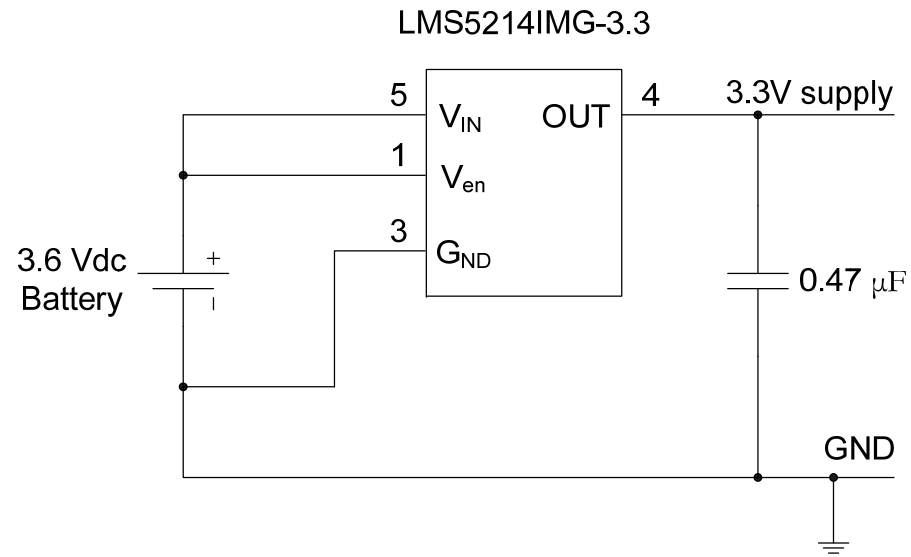 LMS5214IMG-3.3
5
4
3.3V supply
VIN
OUT
1
Ven
3
GND
3.6 Vdc
Battery
+
−
0.47 μF
GND